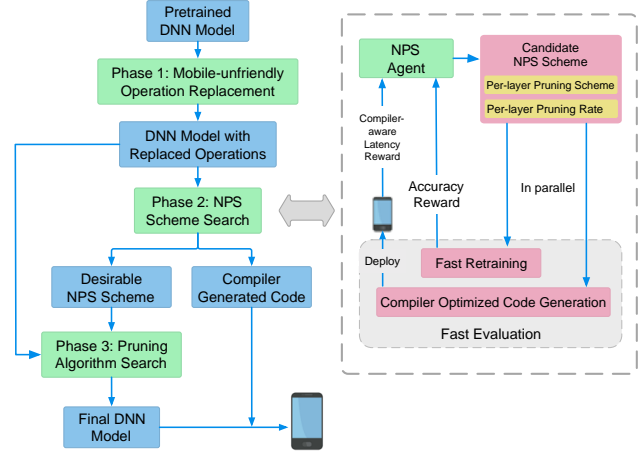 Pretrained
DNN Model
Phase 1: Mobile-unfriendly
Operation Replacement
DNN Model with
Replaced Operations
Phase 2: NPS
Scheme Search
Desirable
NPS Scheme
Compiler
Generated Code
Phase 3: Pruning
Algorithm Search
Final DNN
Model
NPS
Agent
Candidate
NPS Scheme
Per-layer Pruning Scheme
Per-layer Pruning Rate
Compiler-
aware
Latency
Reward
Accuracy
Reward
In parallel
Deploy
Fast Retraining
Compiler Optimized Code Generation
Fast Evaluation